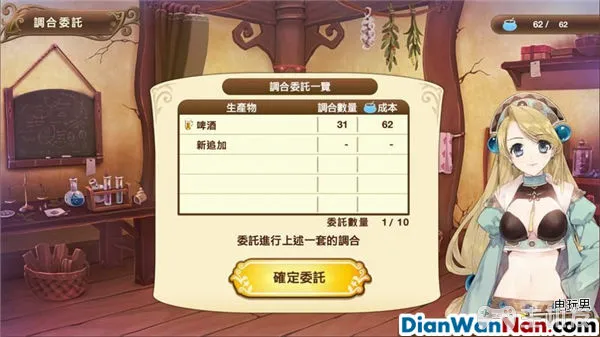 調合委託
62 / 62
調合委託一覽
生產物 調合數量 成本
啤酒 31 62
新追加 - -
委託數量 1 / 10
委託進行上述一套的調合
確定委託
电玩男
DianWanNan.com